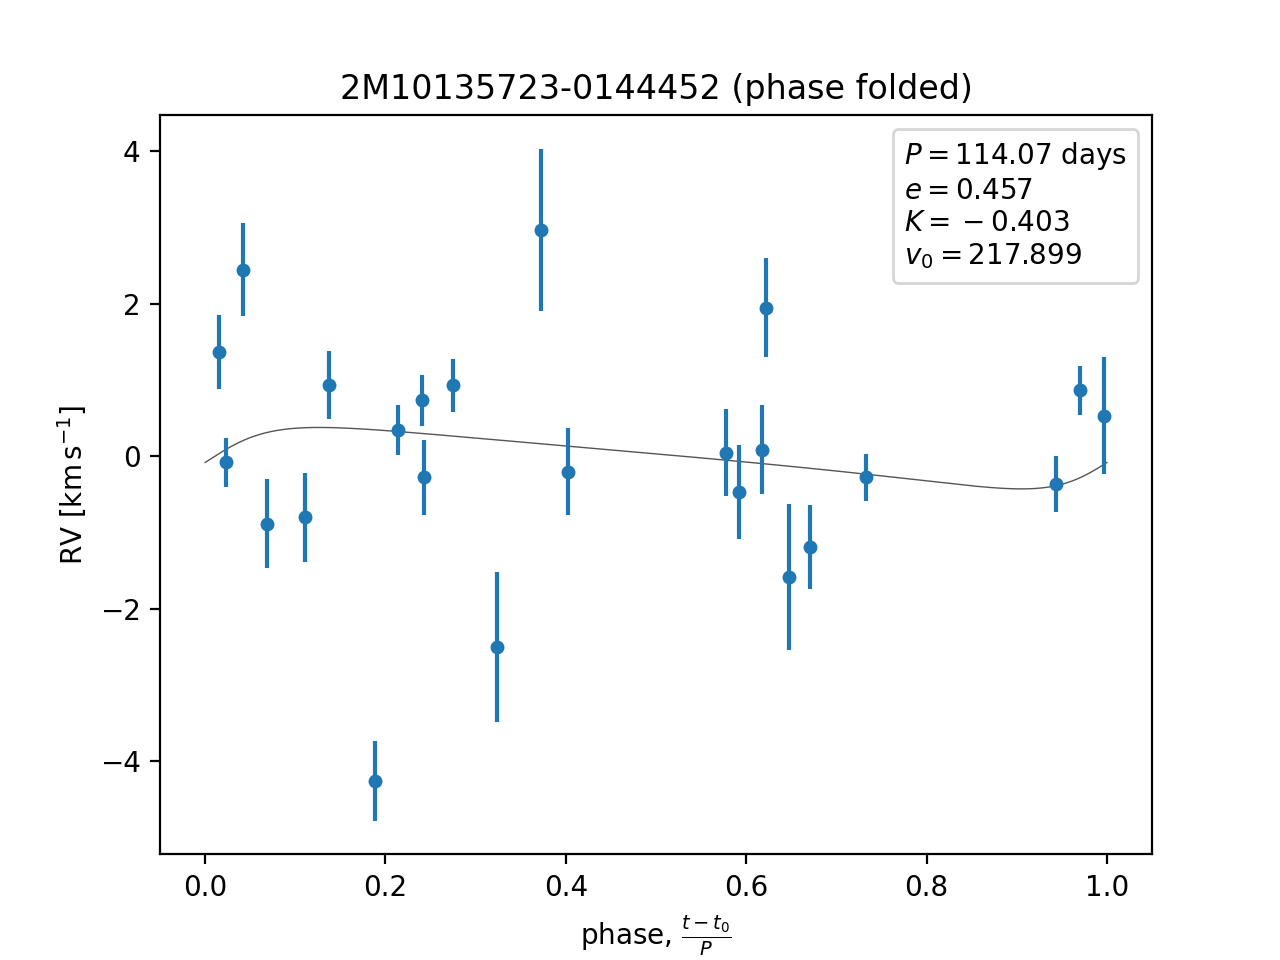 2M10135723-0144452 (phase folded)
P = 114.07 days
e = 0.457
K = −0.403
v₀ = 217.899
4
2
0
−2
−4
RV [km s⁻¹]
0.0 0.2 0.4 0.6 0.8 1.0
phase, (t − t₀)/P